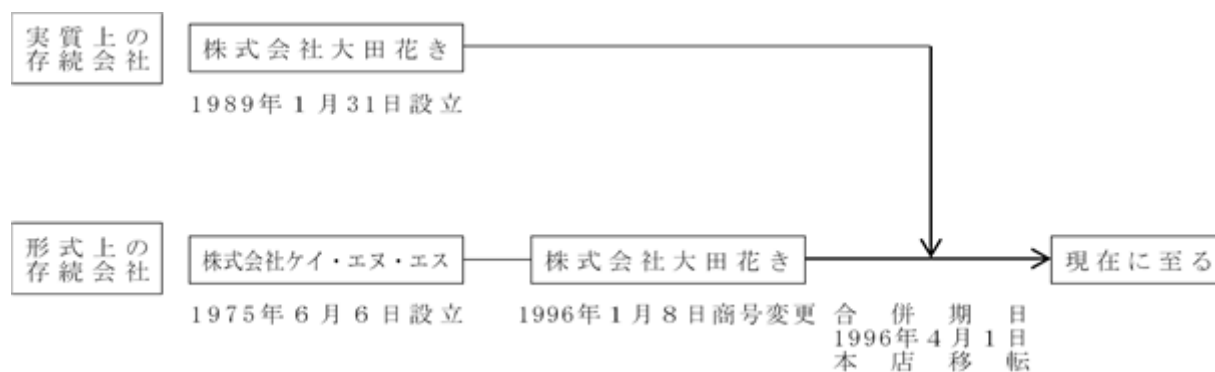 実質上の
存続会社
株式会社大田花き
1989年1月31日設立
形式上の
存続会社
株式会社ケイ・エヌ・エス
株式会社大田花き
現在に至る
1975年6月6日設立
1996年1月8日商号変更
合併期日
1996年4月1日
本店移転